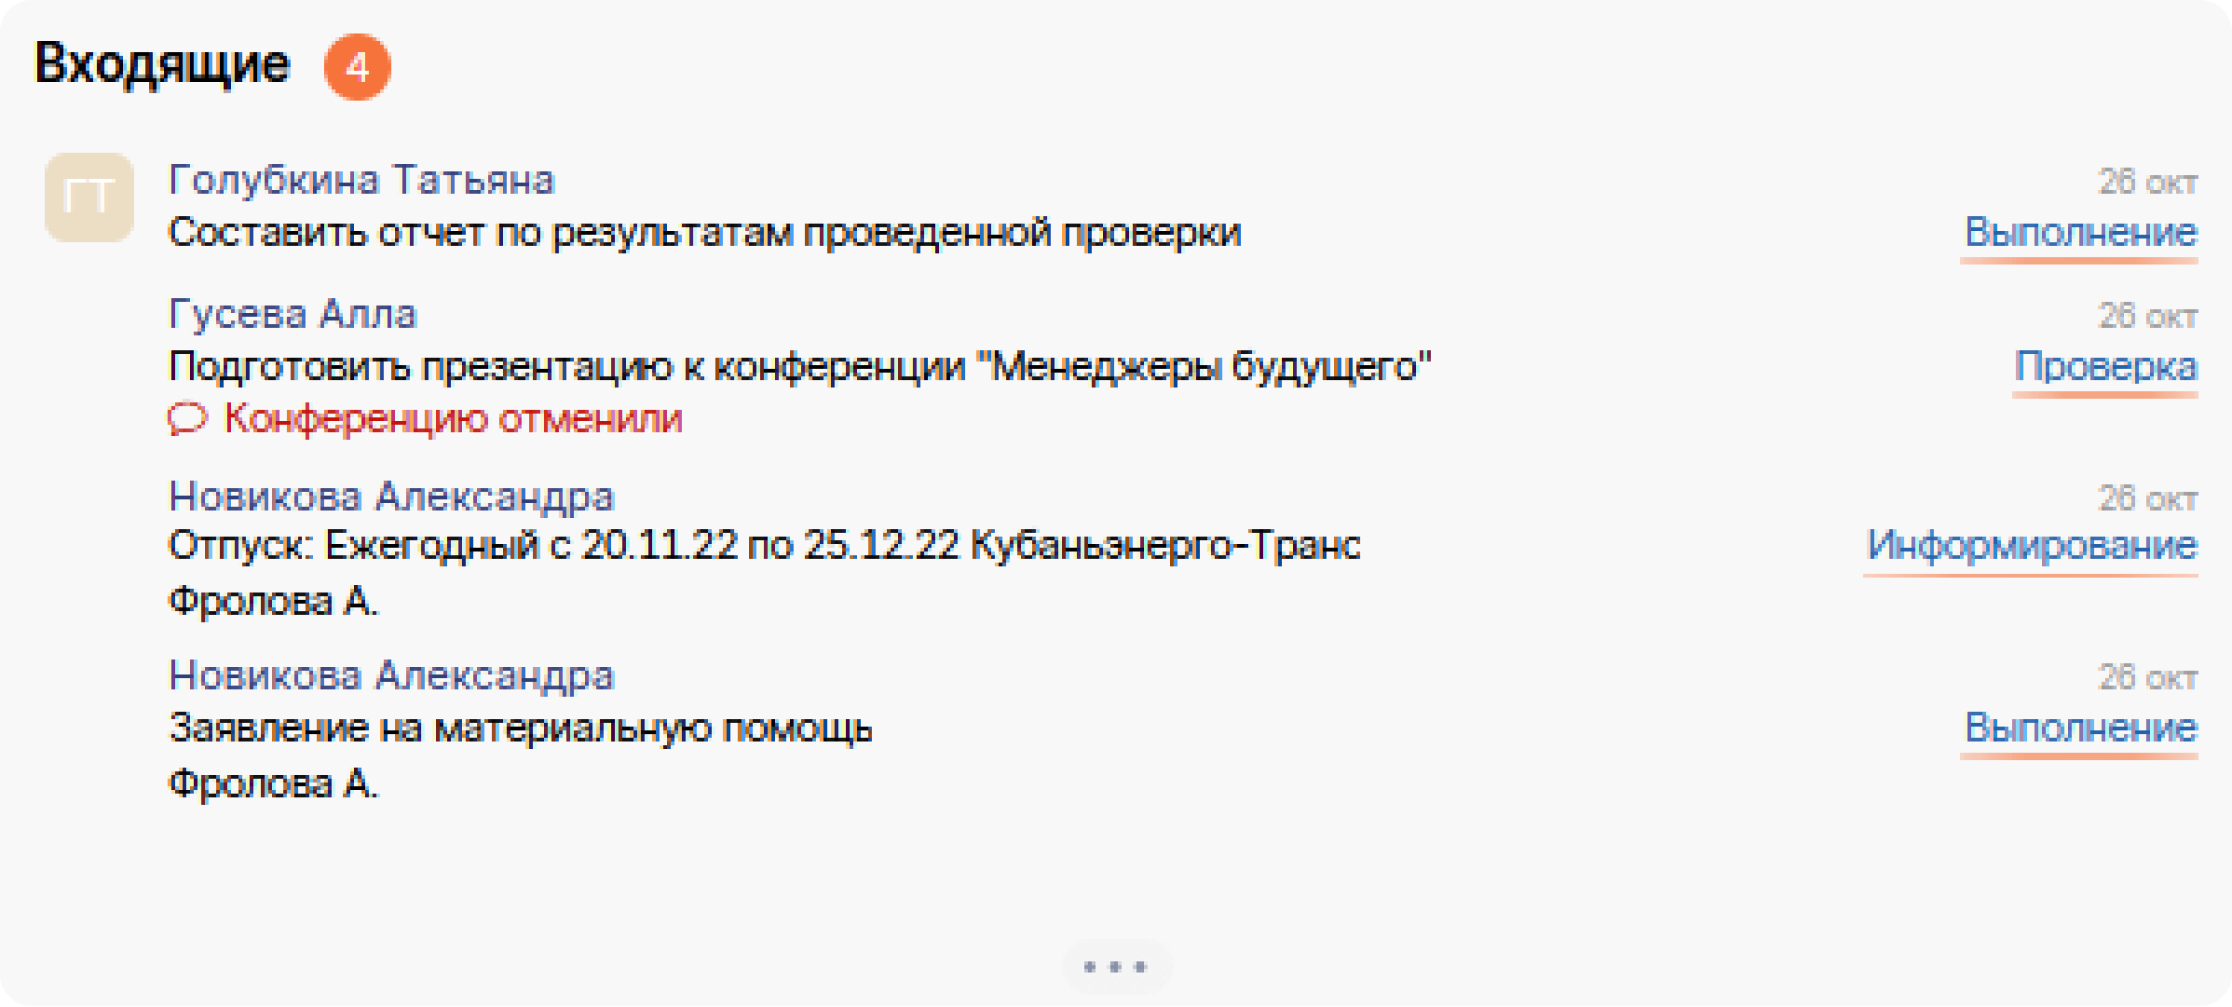 Входящие 4
ГТ
Голубкина Татьяна 26 окт
Составить отчет по результатам проведенной проверки Выполнение
Гусева Алла 26 окт
Подготовить презентацию к конференции "Менеджеры будущего" Проверка
Конференцию отменили
Новикова Александра 26 окт
Отпуск: Ежегодный с 20.11.22 по 25.12.22 Кубаньэнерго-Транс Информирование
Фролова А.
Новикова Александра 26 окт
Заявление на материальную помощь Выполнение
Фролова А.